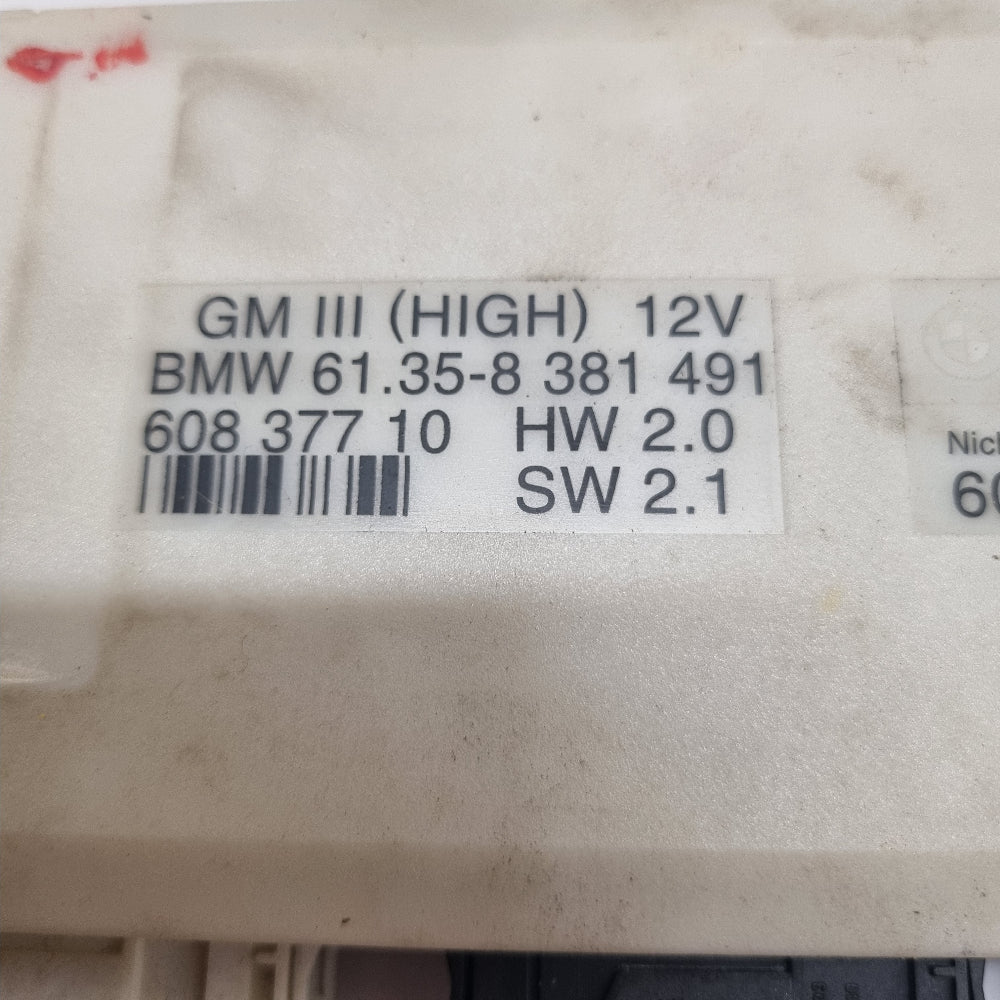 GM III (HIGH) 12V
BMW 61.35-8 381 491
608 377 10 HW 2.0
SW 2.1